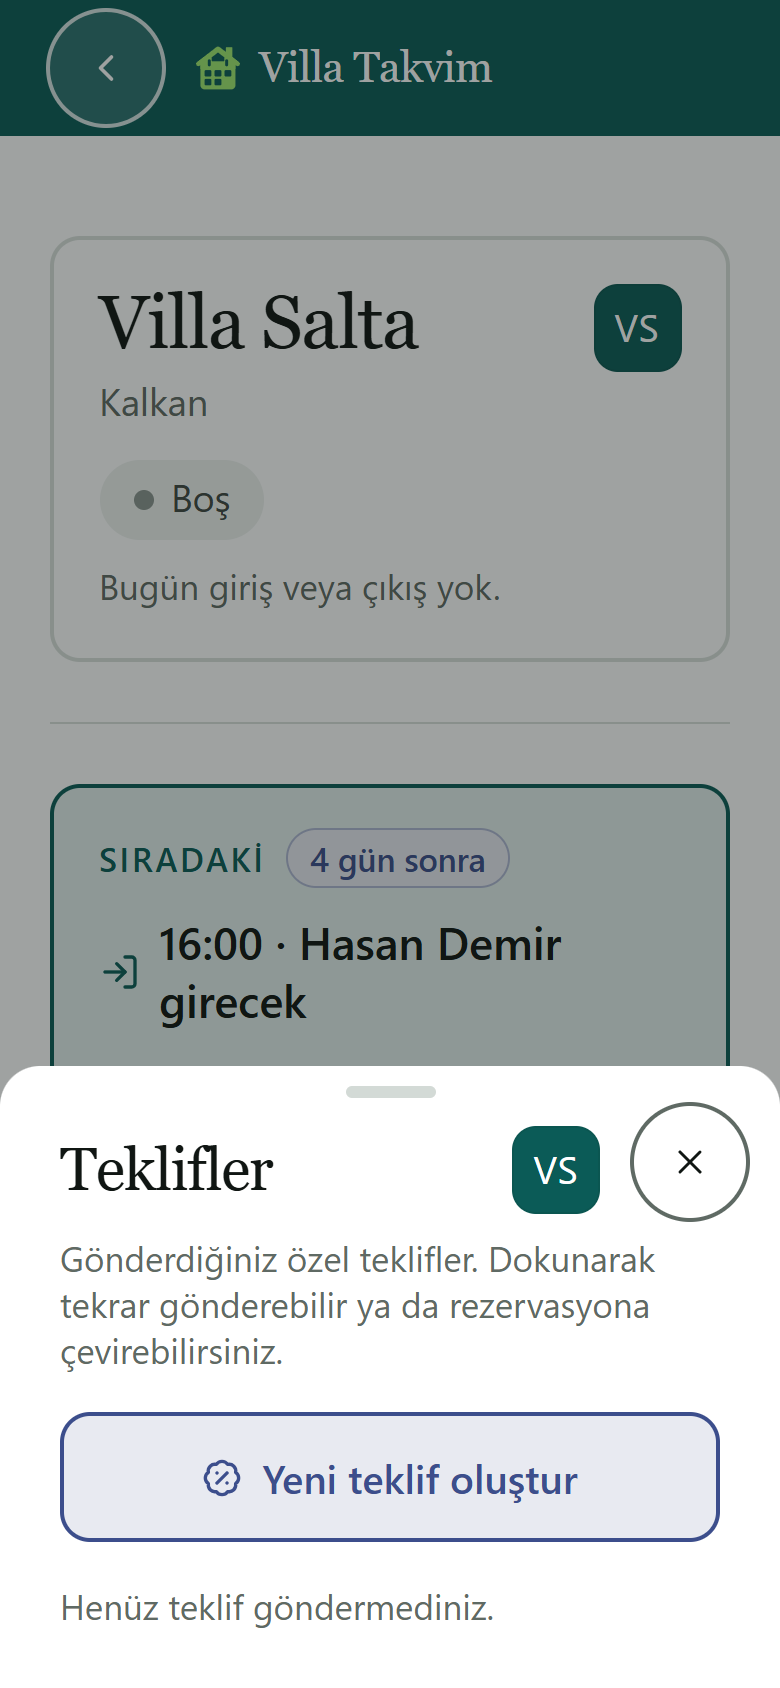 Villa Takvim
Villa Salta
VS
Kalkan
Boş
Bugün giriş veya çıkış yok.
SIRADAKİ
4 gün sonra
16:00 · Hasan Demir
girecek
Teklifler
VS
Gönderdiğiniz özel teklifler. Dokunarak
tekrar gönderebilir ya da rezervasyona
çevirebilirsiniz.
Yeni teklif oluştur
Henüz teklif göndermediniz.